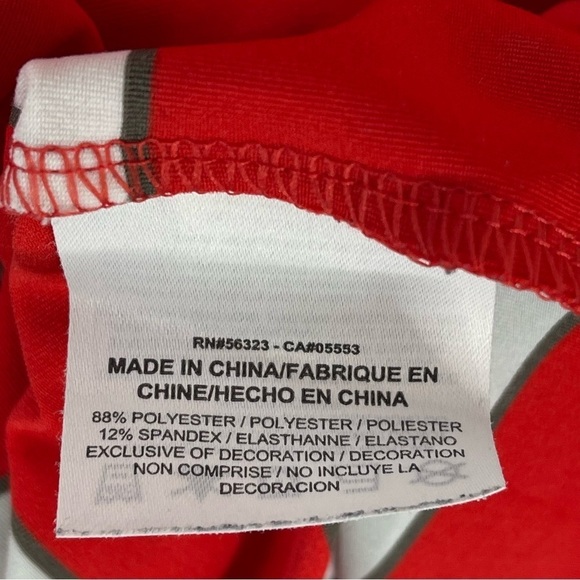 RN#56323 - CA#05553
MADE IN CHINA/FABRIQUE EN
CHINE/HECHO EN CHINA
88% POLYESTER / POLYESTER / POLIESTER
12% SPANDEX / ELASTHANNE / ELASTANO
EXCLUSIVE OF DECORATION / DECORATION
NON COMPRISE / NO INCLUYE LA
DECORACION